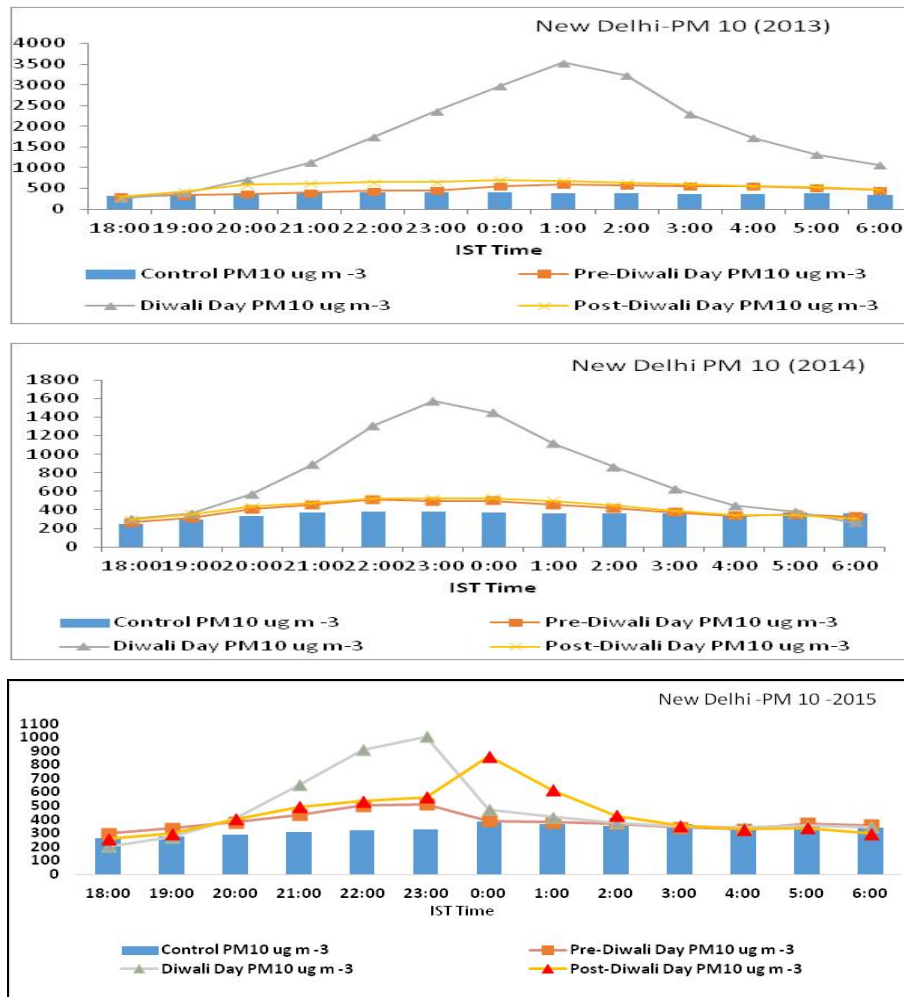 New Delhi-PM 10 (2013)
4000
3500
3000
2500
2000
1500
1000
500
0
18:00 19:00 20:00 21:00 22:00 23:00 0:00 1:00 2:00 3:00 4:00 5:00 6:00
IST Time
Control PM10 ug m -3 Pre-Diwali Day PM10 ug m-3
Diwali Day PM10 ug m-3 Post-Diwali Day PM10 ug m-3
New Delhi PM 10 (2014)
1800
1600
1400
1200
1000
800
600
400
200
0
18:00 19:00 20:00 21:00 22:00 23:00 0:00 1:00 2:00 3:00 4:00 5:00 6:00
IST Time
Control PM10 ug m -3 Pre-Diwali Day PM10 ug m-3
Diwali Day PM10 ug m-3 Post-Diwali Day PM10 ug m-3
New Delhi -PM 10 -2015
1100
1000
900
800
700
600
500
400
300
200
100
0
18:00 19:00 20:00 21:00 22:00 23:00 0:00 1:00 2:00 3:00 4:00 5:00 6:00
IST Time
Control PM10 ug m -3 Pre-Diwali Day PM10 ug m -3
Diwali Day PM10 ug m -3 Post-Diwali Day PM10 ug m -3